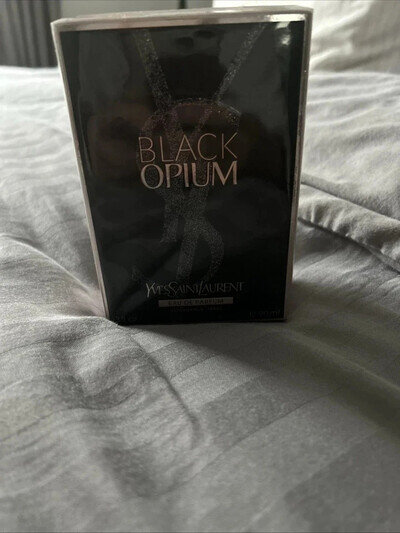 BLACK
OPIUM
YVESSAINTLAURENT
EAU DE PARFUM